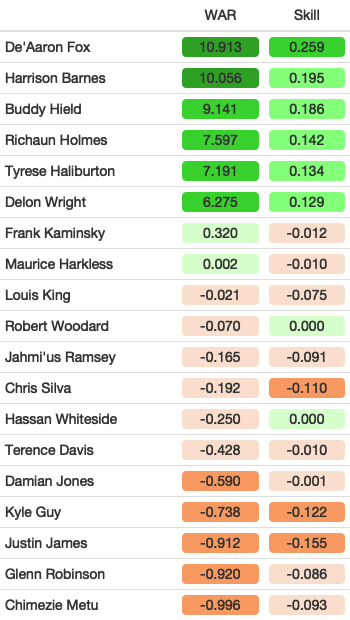 WAR Skill
De'Aaron Fox 10.913 0.259
Harrison Barnes 10.056 0.195
Buddy Hield 9.141 0.186
Richaun Holmes 7.597 0.142
Tyrese Haliburton 7.191 0.134
Delon Wright 6.275 0.129
Frank Kaminsky 0.320 -0.012
Maurice Harkless 0.002 -0.010
Louis King -0.021 -0.075
Robert Woodard -0.070 0.000
Jahmi'us Ramsey -0.165 -0.091
Chris Silva -0.192 -0.110
Hassan Whiteside -0.250 0.000
Terence Davis -0.428 -0.010
Damian Jones -0.590 -0.001
Kyle Guy -0.738 -0.122
Justin James -0.912 -0.155
Glenn Robinson -0.920 -0.086
Chimezie Metu -0.996 -0.093